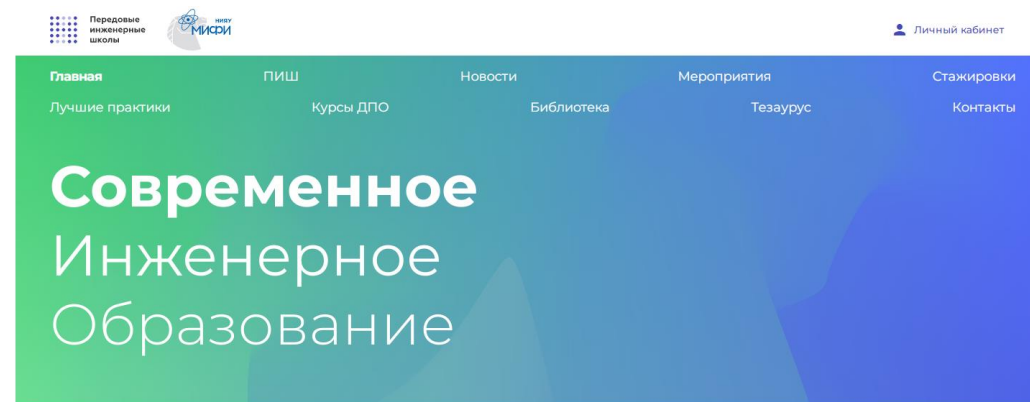 Передовые
инженерные
школы
НИЯУ
МИФИ
Личный кабинет
Главная ПИШ Новости Мероприятия Стажировки
Лучшие практики Курсы ДПО Библиотека Тезаурус Контакты
Современное
Инженерное
Образование